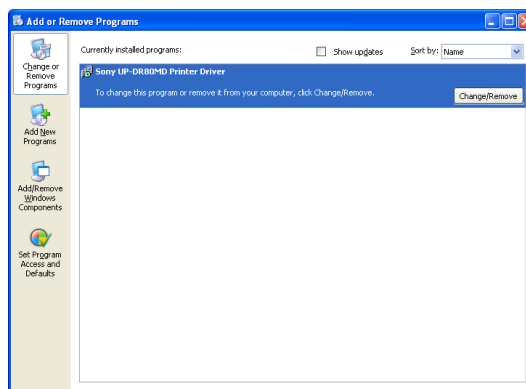 Add or Remove Programs
Change or
Remove
Programs
Add New
Programs
Add/Remove
Windows
Components
Set Program
Access and
Defaults
Currently installed programs:
Show updates
Sort by:
Name
Sony UP-DR80MD Printer Driver
To change this program or remove it from your computer, click Change/Remove.
Change/Remove